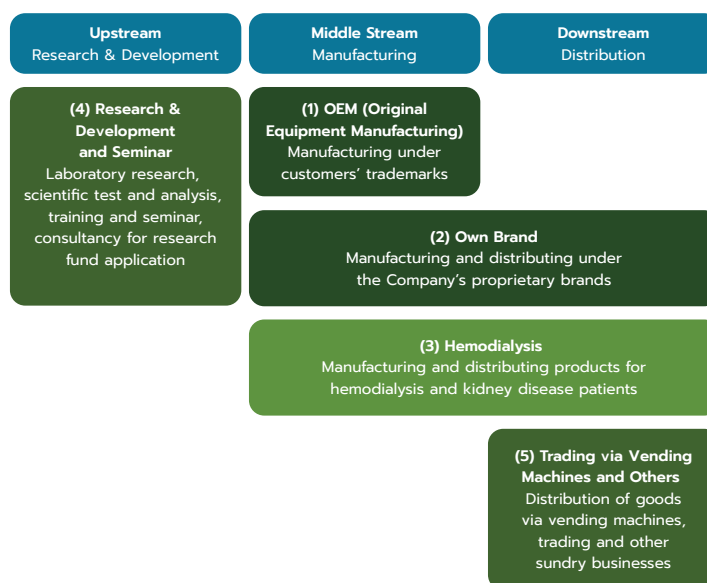 Upstream
Research & Development
Middle Stream
Manufacturing
Downstream
Distribution
(4) Research &
Development
and Seminar
Laboratory research,
scientific test and analysis,
training and seminar,
consultancy for research
fund application
(1) OEM (Original
Equipment Manufacturing)
Manufacturing under
customers’ trademarks
(2) Own Brand
Manufacturing and distributing under
the Company’s proprietary brands
(3) Hemodialysis
Manufacturing and distributing products for
hemodialysis and kidney disease patients
(5) Trading via Vending
Machines and Others
Distribution of goods
via vending machines,
trading and other
sundry businesses